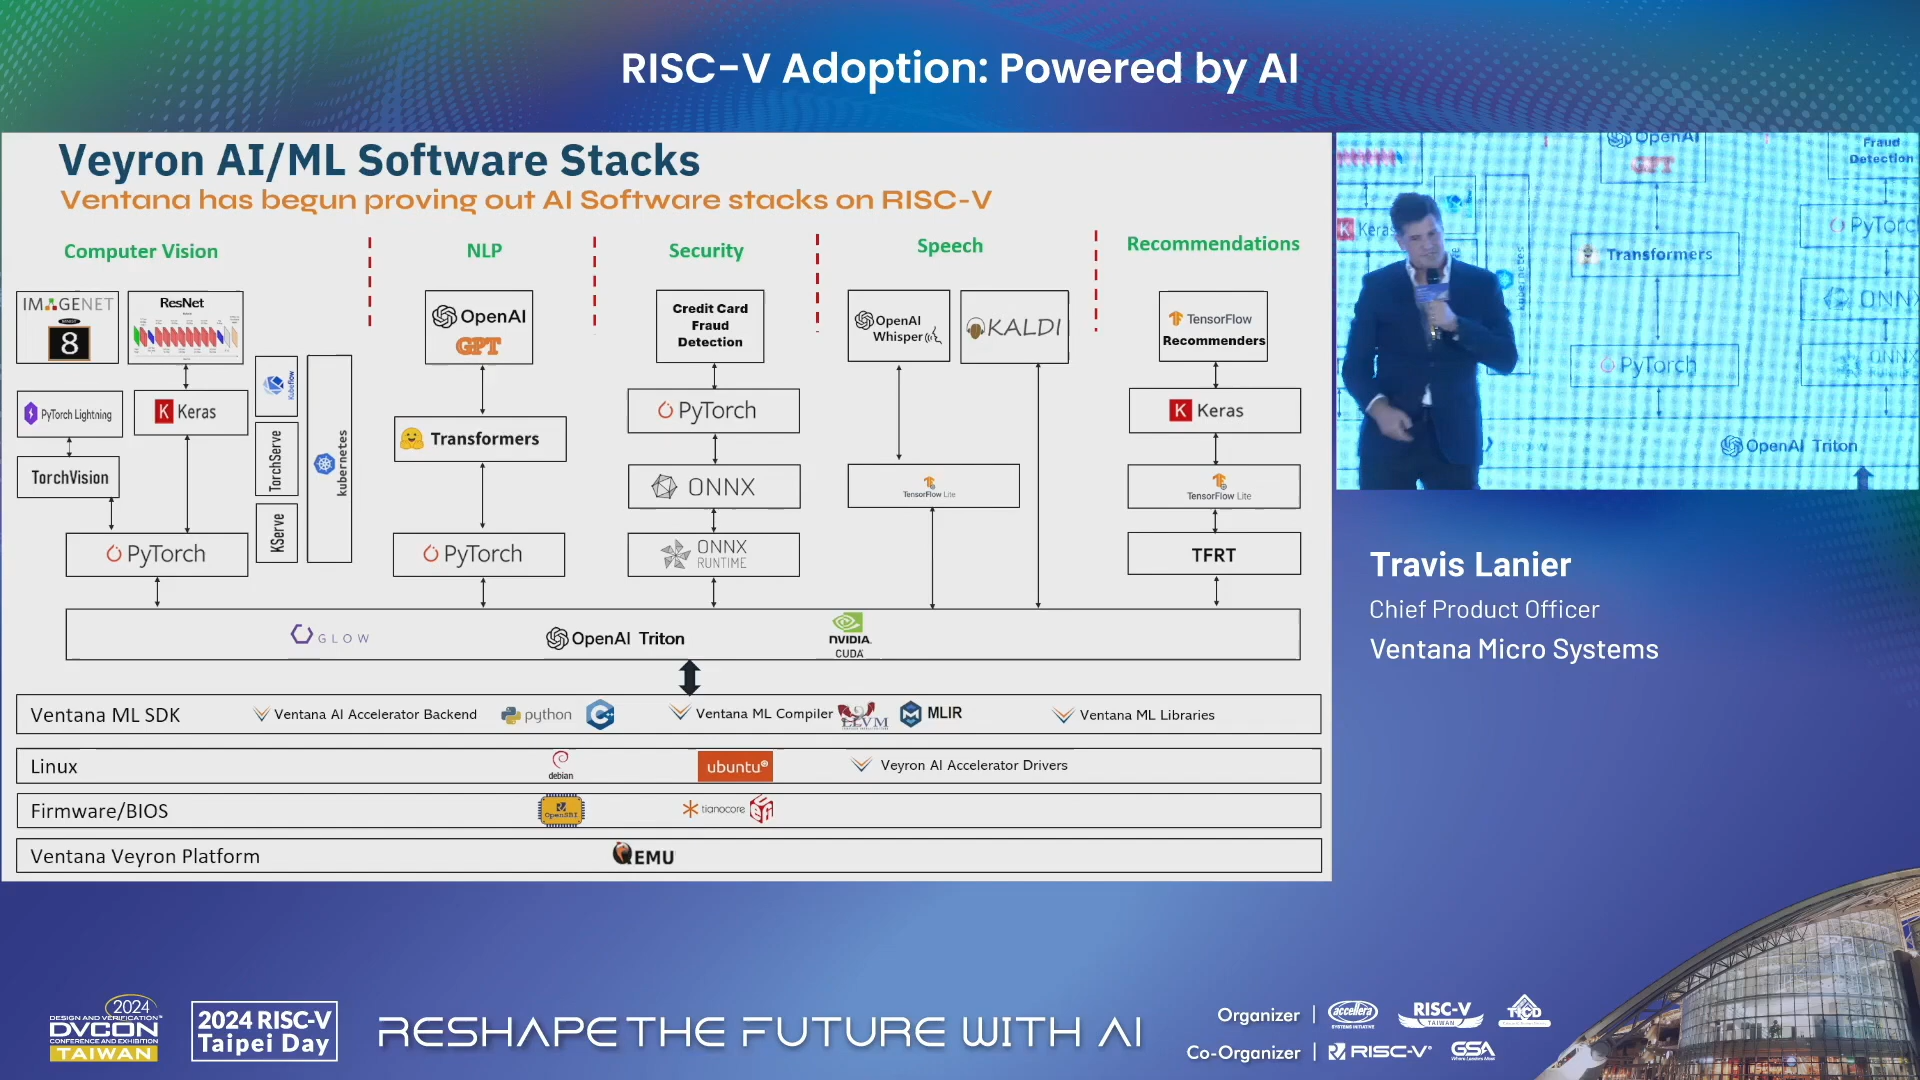 RISC-V Adoption: Powered by AI
Veyron AI/ML Software Stacks
Ventana has begun proving out AI Software stacks on RISC-V
Computer Vision
NLP
Security
Speech
Recommendations
IMAGENET
8
ResNet
OpenAI
GPT
Credit Card
Fraud
Detection
OpenAI
Whisper
KALDI
TensorFlow
Recommenders
PyTorch Lightning
Keras
Kubeflow
TorchServe
KServe
kubernetes
TorchVision
PyTorch
Transformers
PyTorch
PyTorch
ONNX
ONNX
RUNTIME
TensorFlow Lite
Keras
TensorFlow Lite
TFRT
GLOW
OpenAI Triton
NVIDIA.
CUDA
Ventana ML SDK
Ventana AI Accelerator Backend
python
C++
Ventana ML Compiler
LLVM
MLIR
Ventana ML Libraries
Linux
debian
ubuntu®
Veyron AI Accelerator Drivers
Firmware/BIOS
OpenSBI
tianocore
Ventana Veyron Platform
QEMU
OpenAI
GPT
Fraud
Detection
Keras
kubernetes
Transformers
PyTorch
ONNX
PyTorch
GLOW
OpenAI Triton
Travis Lanier
Chief Product Officer
Ventana Micro Systems
2024
DESIGN AND VERIFICATION™
DVCON
CONFERENCE AND EXHIBITION
TAIWAN
2024 RISC-V
Taipei Day
RESHAPE THE FUTURE WITH AI
Organizer
accellera
SYSTEMS INITIATIVE
RISC-V
TAIWAN
Co-Organizer
RISC-V®
GSA
Where Leaders Meet